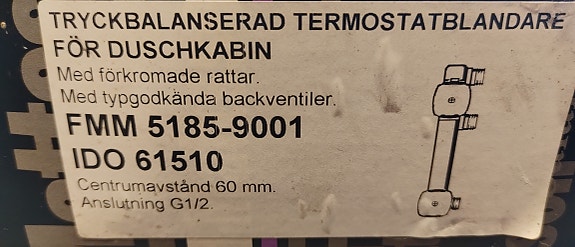 TRYCKBALANSERAD TERMOSTATBLANDARE
FÖR DUSCHKABIN
Med förkromade rattar.
Med typgodkända backventiler.
FMM 5185-9001
IDO 61510
Centrumavstånd 60 mm.
Anslutning G1/2.